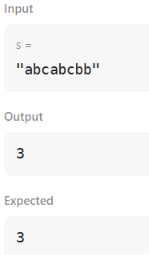 Input
s =
"abcabcbb"
Output
3
Expected
3